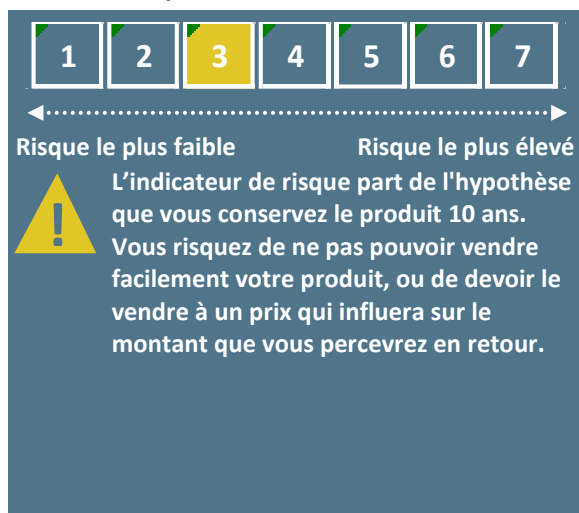 1 2 3 4 5 6 7
Risque le plus faible Risque le plus élevé
L’indicateur de risque part de l'hypothèse
que vous conservez le produit 10 ans.
Vous risquez de ne pas pouvoir vendre
facilement votre produit, ou de devoir le
vendre à un prix qui influera sur le
montant que vous percevrez en retour.